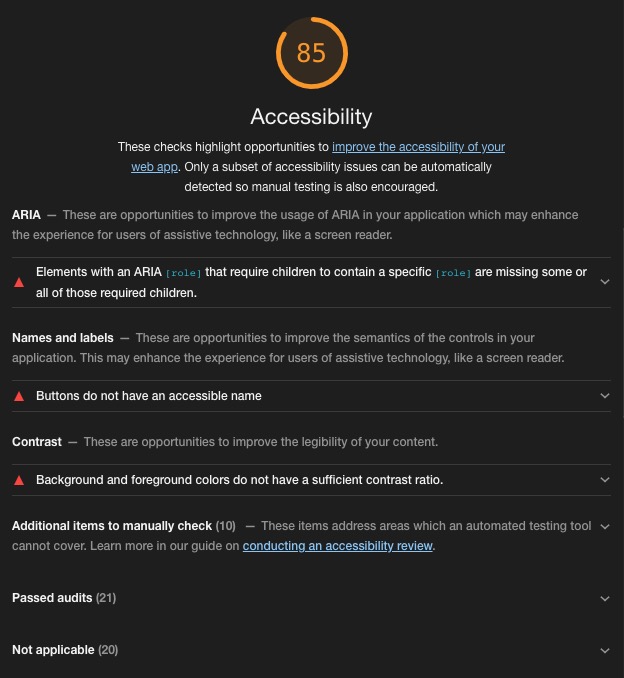 85
Accessibility
These checks highlight opportunities to improve the accessibility of your
web app. Only a subset of accessibility issues can be automatically
detected so manual testing is also encouraged.
ARIA — These are opportunities to improve the usage of ARIA in your application which may enhance
the experience for users of assistive technology, like a screen reader.
Elements with an ARIA [role] that require children to contain a specific [role] are missing some or
all of those required children.
Names and labels — These are opportunities to improve the semantics of the controls in your
application. This may enhance the experience for users of assistive technology, like a screen reader.
Buttons do not have an accessible name
Contrast — These are opportunities to improve the legibility of your content.
Background and foreground colors do not have a sufficient contrast ratio.
Additional items to manually check (10) — These items address areas which an automated testing tool
cannot cover. Learn more in our guide on conducting an accessibility review.
Passed audits (21)
Not applicable (20)